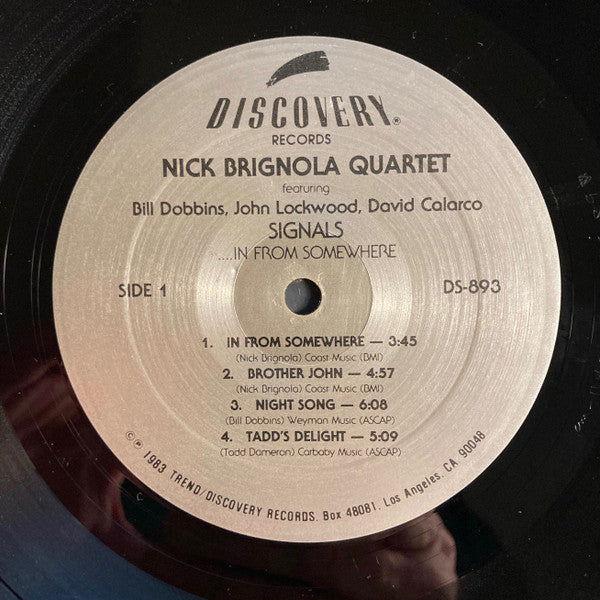 DISCOVERY®
RECORDS
NICK BRIGNOLA QUARTET
featuring
Bill Dobbins, John Lockwood, David Calarco
SIGNALS
....IN FROM SOMEWHERE
SIDE 1
DS-893
1. IN FROM SOMEWHERE — 3:45
(Nick Brignola) Coast Music (BMI)
2. BROTHER JOHN — 4:57
(Nick Brignola) Coast Music (BMI)
3. NIGHT SONG — 6:08
(Bill Dobbins) Weyman Music (ASCAP)
4. TADD'S DELIGHT — 5:09
(Tadd Dameron) Carbaby Music (ASCAP)
©℗ 1983 TREND/DISCOVERY RECORDS. Box 48081, Los Angeles, CA. 90048